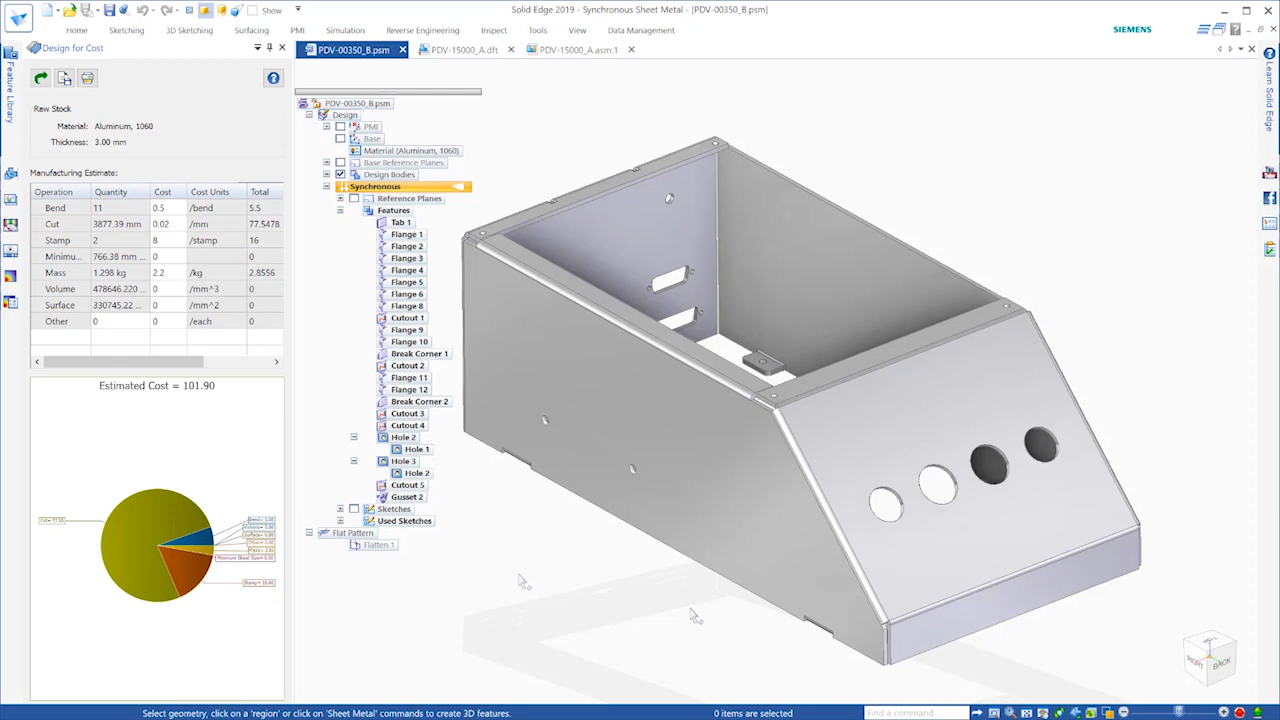 Show
Solid Edge 2019 - Synchronous Sheet Metal - [PDV-00350_B.psm]
Home Sketching 3D Sketching Surfacing PMI Simulation Reverse Engineering Inspect Tools View Data Management
SIEMENS
Design for Cost
PDV-00350_B.psm
PDV-15000_A.dft
PDV-15000_A.asm:1
Feature Library
Learn Solid Edge
Raw Stock
Material: Aluminum, 1060
Thickness: 3.00 mm
Manufacturing Estimate:
Operation Quantity Cost Cost Units Total
Bend 11 0.5 /bend 5.5
Cut 3877.39 mm 0.02 /mm 77.5478
Stamp 2 8 /stamp 16
Minimu... 766.38 mm ... 0 0
Mass 1.298 kg 2.2 /kg 2.8556
Volume 478646.220 ... 0 /mm^3 0
Surface 330745.22 ... 0 /mm^2 0
Other 0 0 /each 0
Estimated Cost = 101.90
PDV-00350_B.psm
Design
PMI
Base
Material (Aluminum, 1060)
Base Reference Planes
Design Bodies
Synchronous
Reference Planes
Features
Tab 1
Flange 1
Flange 2
Flange 3
Flange 4
Flange 5
Flange 6
Flange 8
Cutout 1
Flange 9
Flange 10
Break Corner 1
Cutout 2
Flange 11
Flange 12
Break Corner 2
Cutout 3
Cutout 4
Hole 2
Hole 1
Hole 3
Hole 2
Cutout 5
Gusset 2
Sketches
Used Sketches
Flat Pattern
Flatten 1
RIGHT
BACK
Select geometry, click on a 'region' or click on 'Sheet Metal' commands to create 3D features.
0 items are selected
Find a command